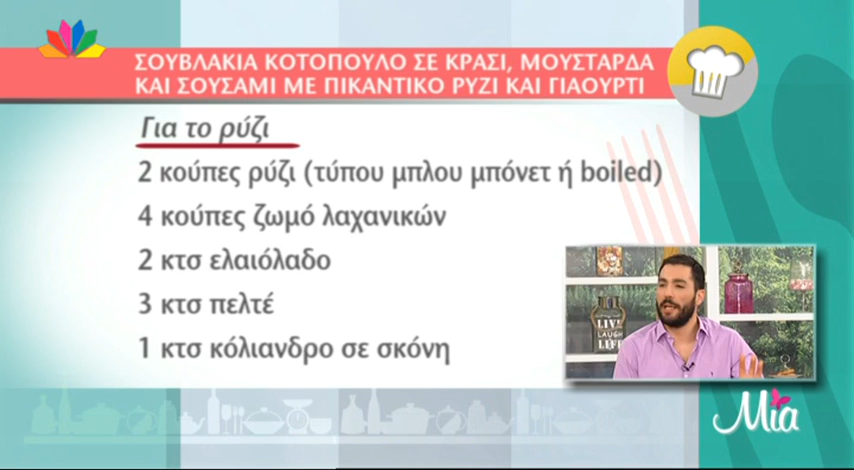 ΣΟΥΒΛΑΚΙΑ ΚΟΤΟΠΟΥΛΟ ΣΕ ΚΡΑΣΙ, ΜΟΥΣΤΑΡΔΑ
ΚΑΙ ΣΟΥΣΑΜΙ ΜΕ ΠΙΚΑΝΤΙΚΟ ΡΥΖΙ ΚΑΙ ΓΙΑΟΥΡΤΙ
Για το ρύζι
2 κούπες ρύζι (τύπου μπλου μπόνετ ή boiled)
4 κούπες ζωμό λαχανικών
2 κτσ ελαιόλαδο
3 κτσ πελτέ
1 κτσ κόλιανδρο σε σκόνη
LIVE
LAUGH
LIFE
Μία